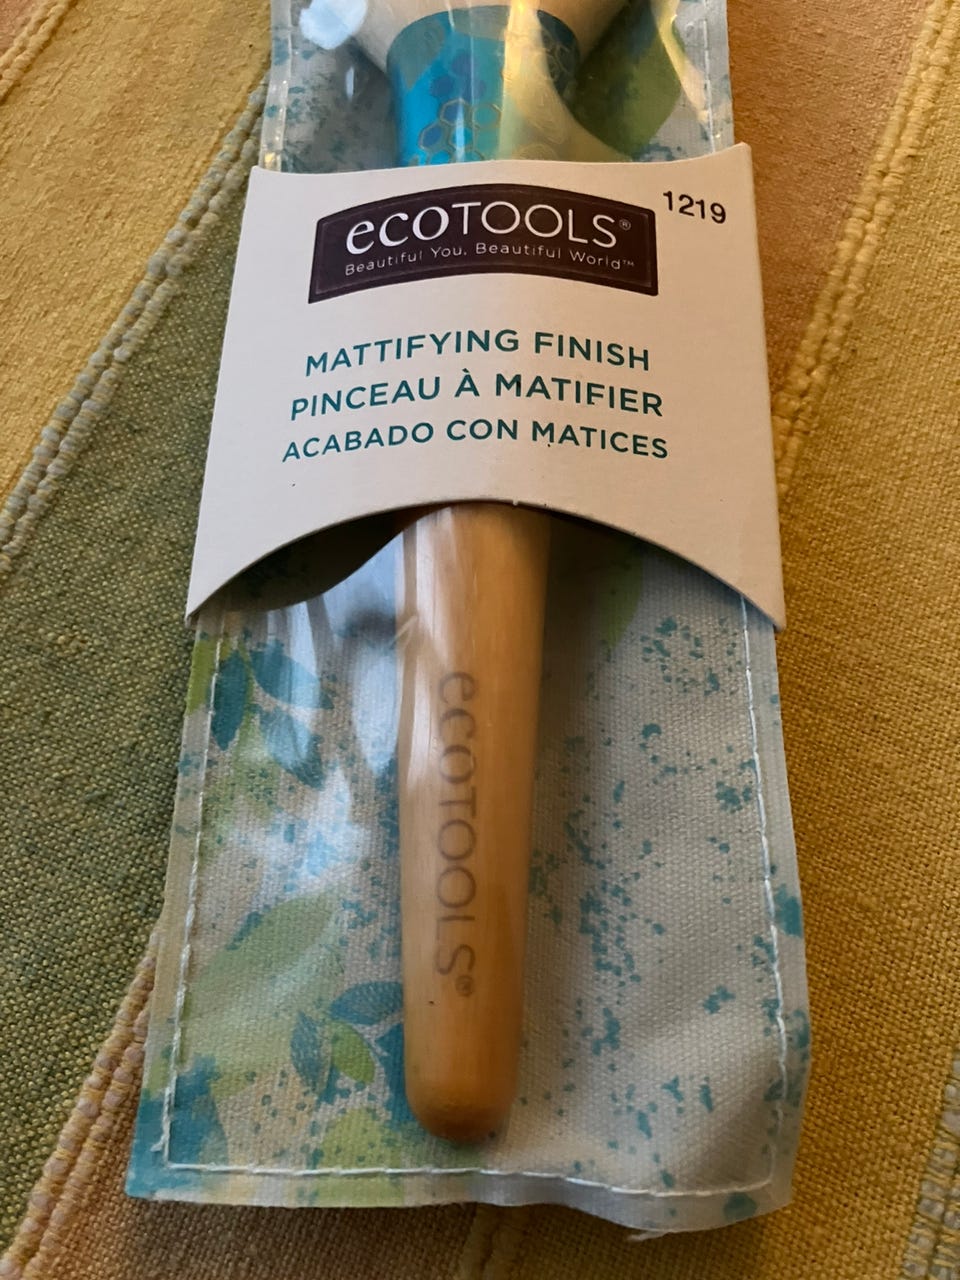 ecoTOOLS®
1219
Beautiful You, Beautiful World™
MATTIFYING FINISH
PINCEAU À MATIFIER
ACABADO CON MATICES
ecoTOOLS®